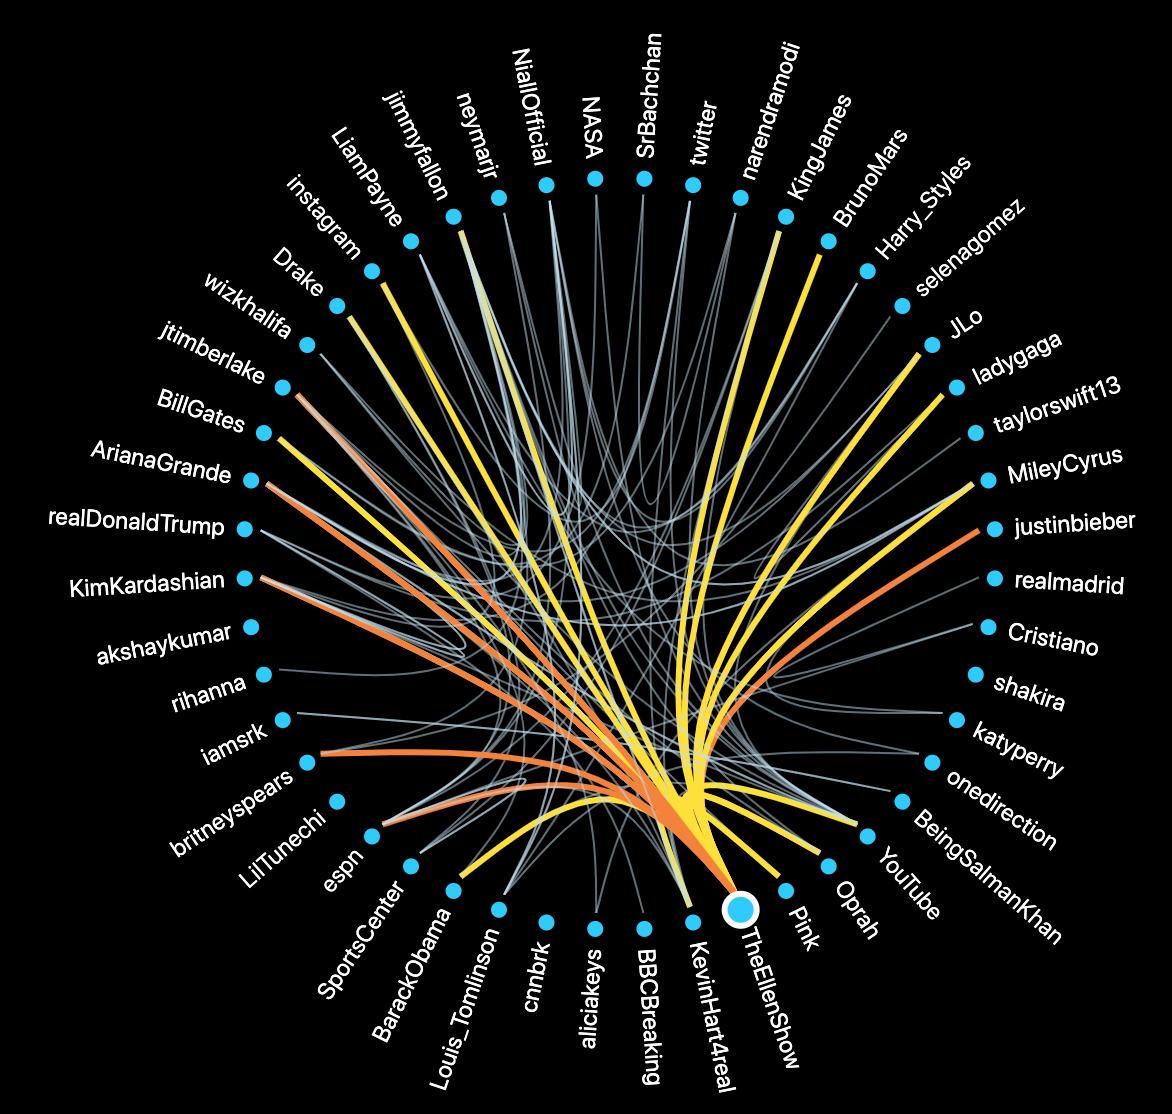 NASA
SrBachchan
twitter
narendramodi
KingJames
BrunoMars
Harry_Styles
selenagomez
JLo
ladygaga
taylorswift13
MileyCyrus
justinbieber
realmadrid
Cristiano
shakira
katyperry
onedirection
BeingSalmanKhan
YouTube
Oprah
Pink
TheEllenShow
KevinHart4real
BBCBreaking
aliciakeys
cnnbrk
Louis_Tomlinson
BarackObama
SportsCenter
espn
LilTunechi
britneyspears
iamsrk
rihanna
akshaykumar
KimKardashian
realDonaldTrump
ArianaGrande
BillGates
jtimberlake
wizkhalifa
Drake
instagram
LiamPayne
jimmyfallon
neymarjr
NiallOfficial